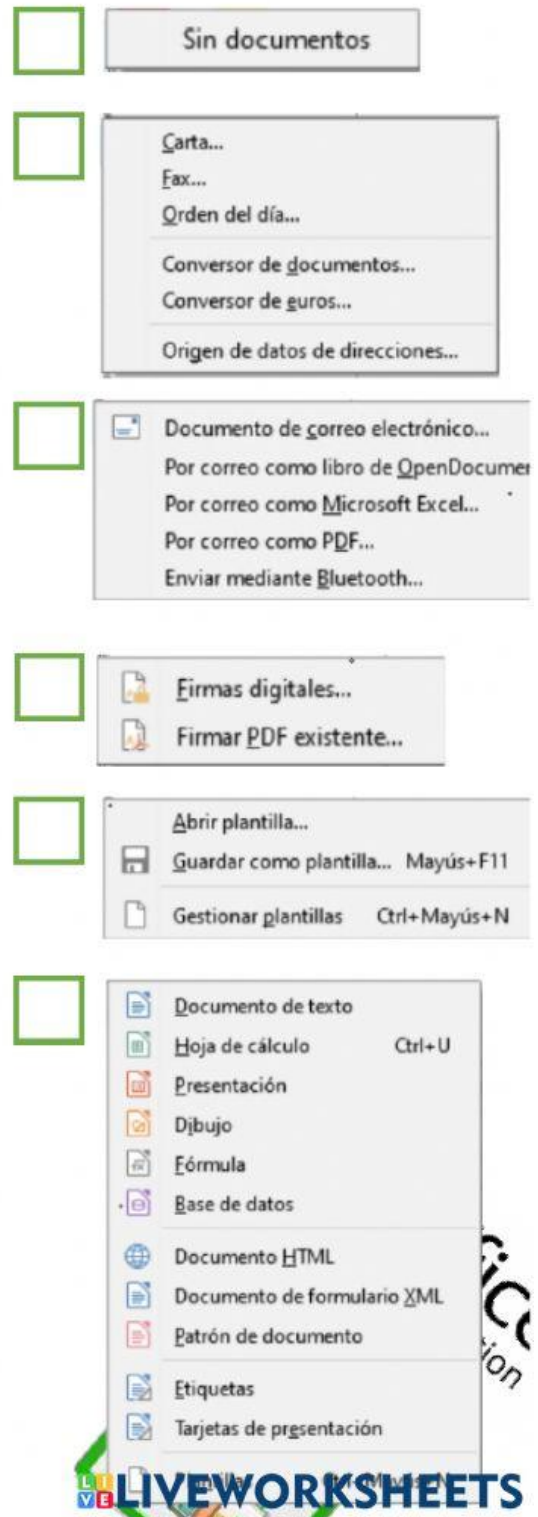 Sin documentos
Carta...
Fax...
Orden del día...
Conversor de documentos...
Conversor de euros...
Origen de datos de direcciones...
Documento de correo electrónico...
Por correo como libro de OpenDocumen
Por correo como Microsoft Excel...
Por correo como PDF...
Enviar mediante Bluetooth...
Firmas digitales...
Firmar PDF existente...
Abrir plantilla...
Guardar como plantilla... Mayús+F11
Gestionar plantillas Ctrl+Mayús+N
Documento de texto
Hoja de cálculo Ctrl+U
Presentación
Dibujo
Fórmula
Base de datos
Documento HTML
Documento de formulario XML
Patrón de documento
Etiquetas
Tarjetas de presentación
LIVE LIVEWORKSHEETS